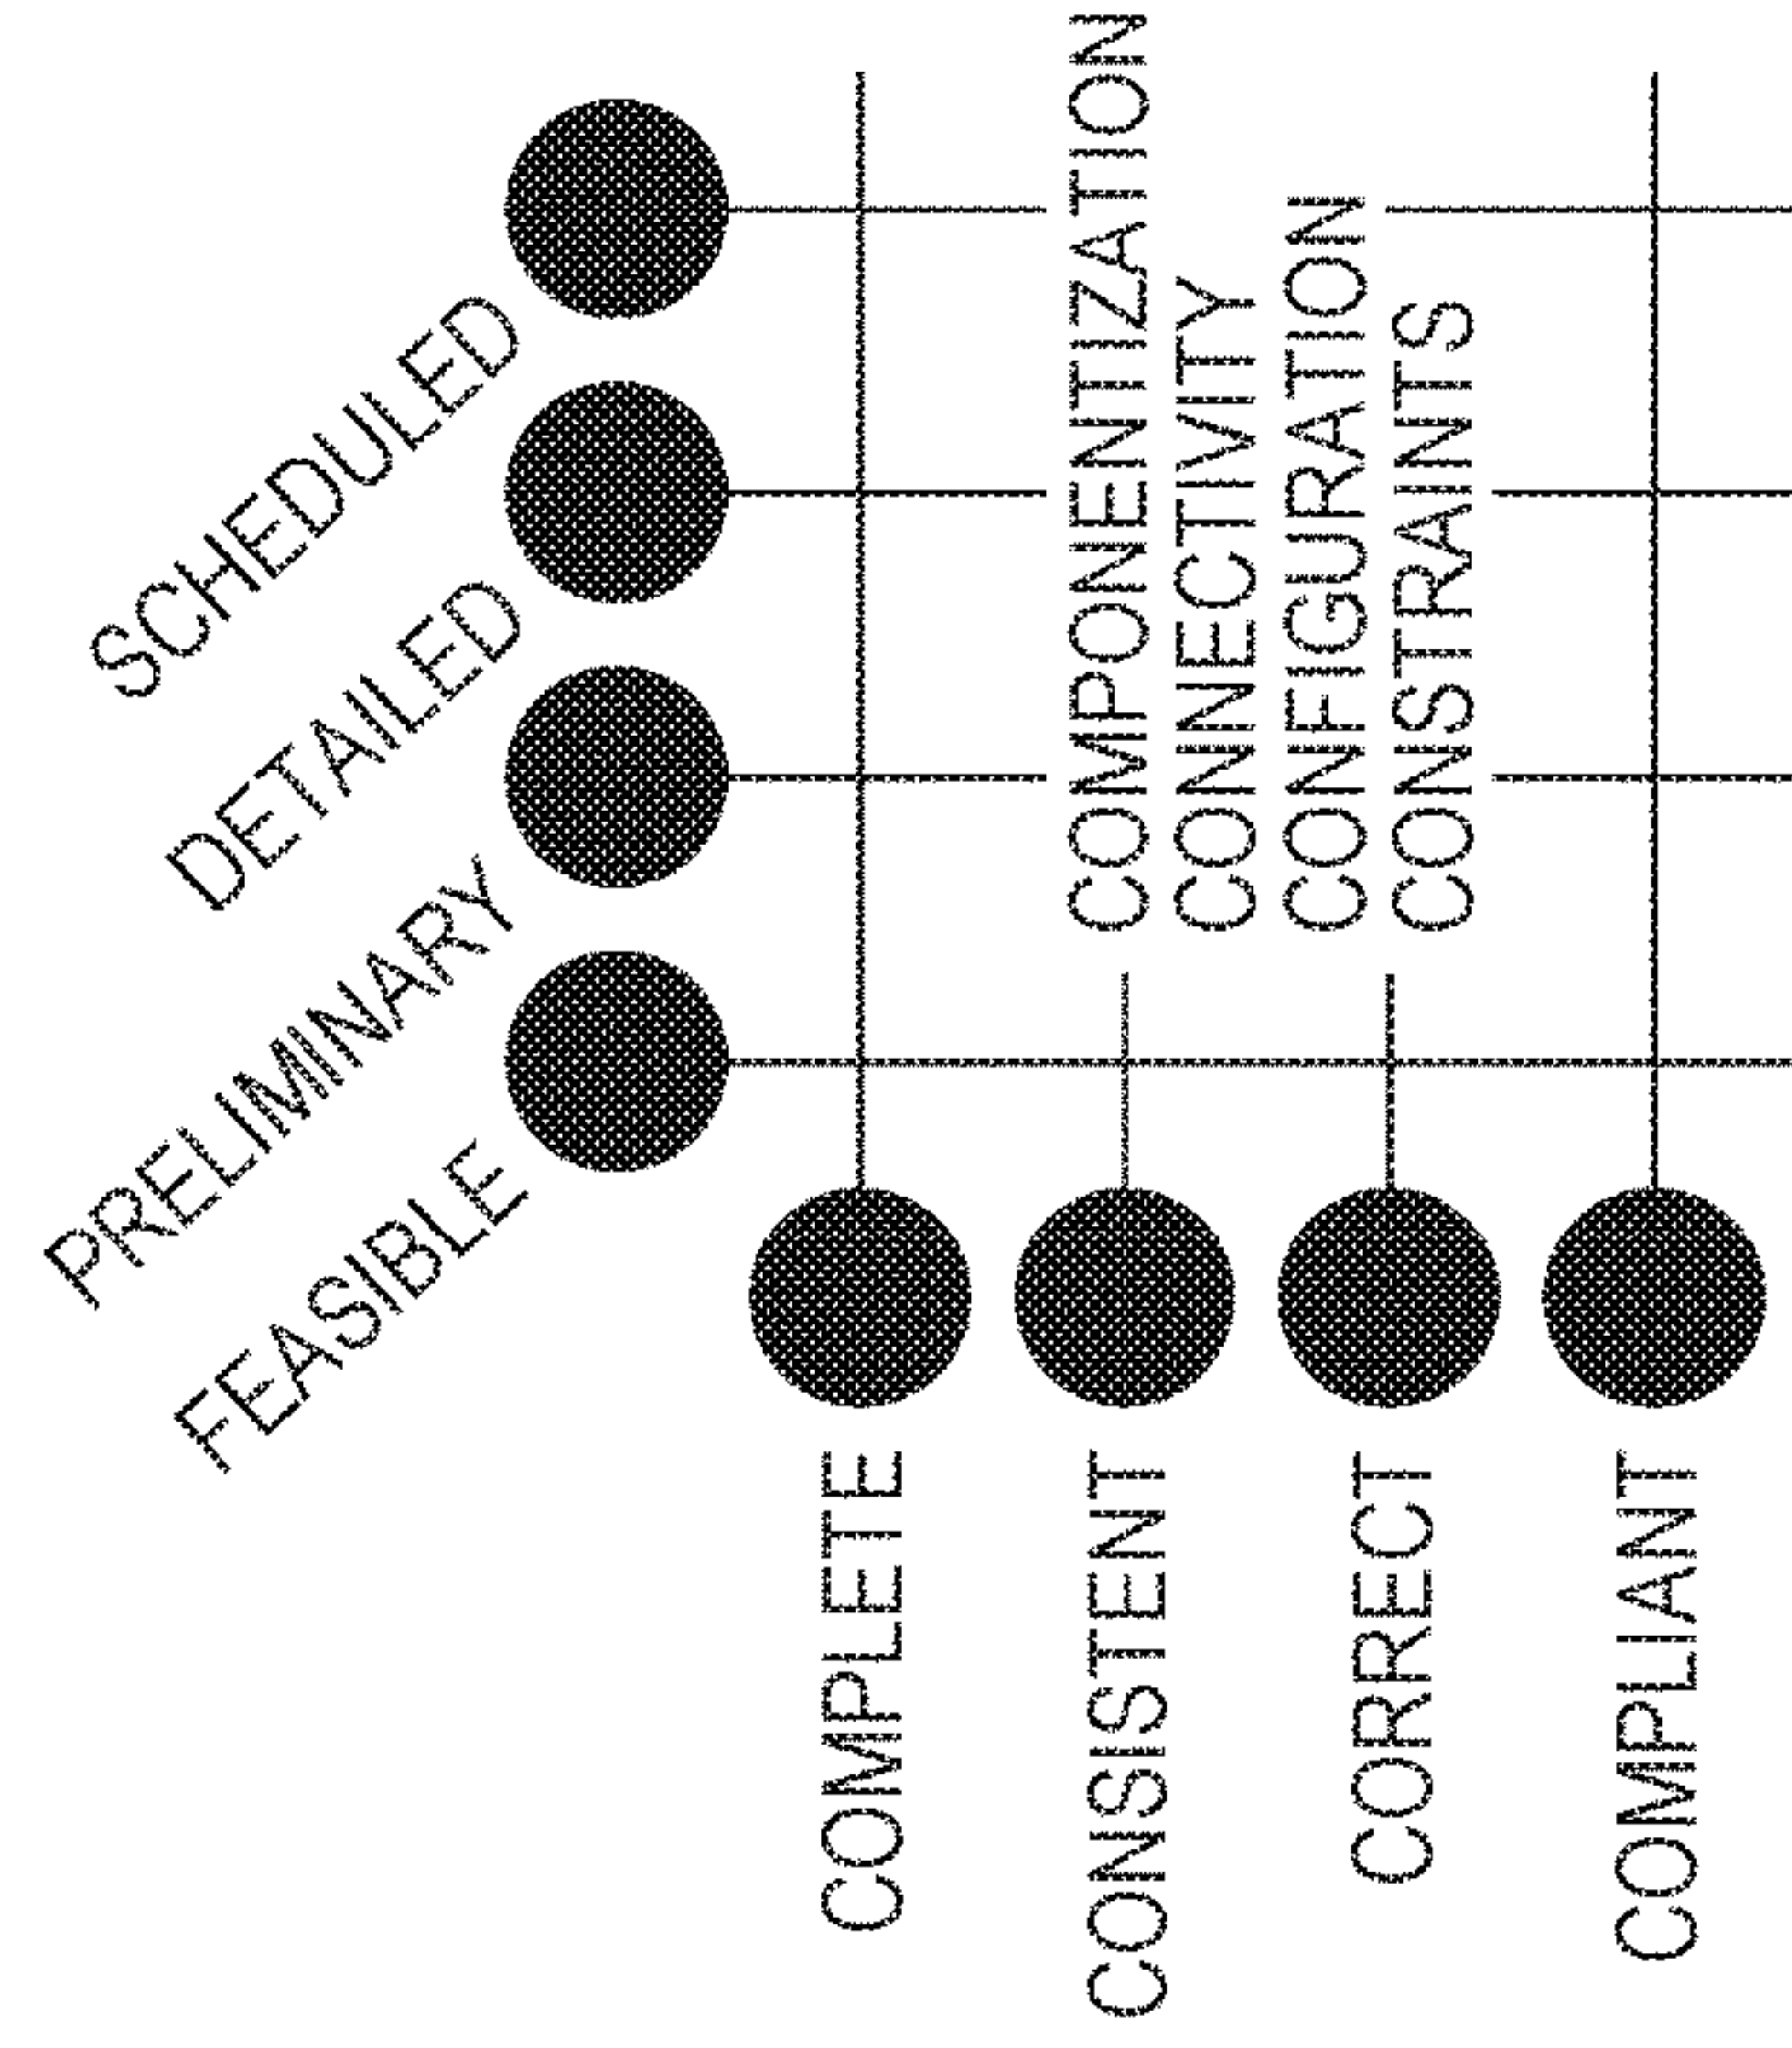 FEASIBLE
PRELIMINARY
DETAILED
SCHEDULED
COMPLETE
CONSISTENT
CORRECT
COMPLIANT
COMPONENTIZATION
CONNECTIVITY
CONFIGURATION
CONSTRAINTS